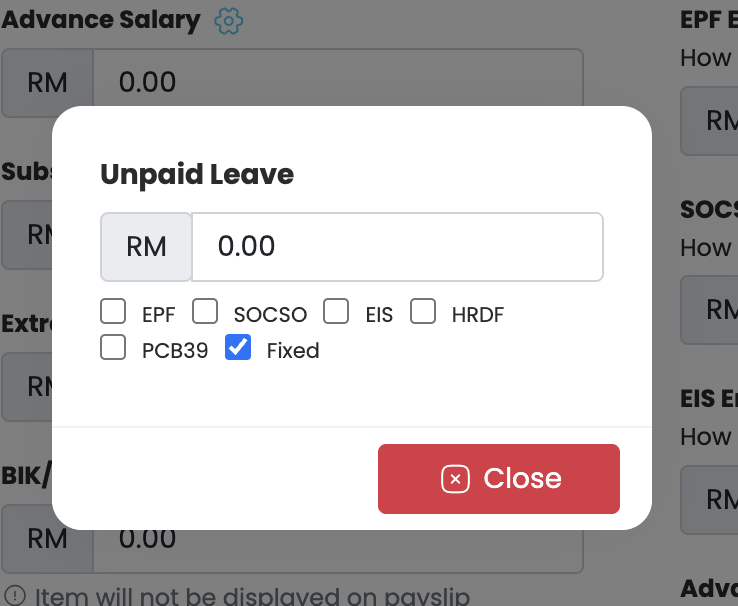 Advance Salary
EPF E
How
RM 0.00
RM
Unpaid Leave
Subs
SOCS
RM 0.00
How
RM
EPF SOCSO EIS HRDF
Extr
RM
PCB39 Fixed
RM
EIS E
How
BIK/
Close
RM
RM 0.00
Item will not be displayed on payslip
Adva